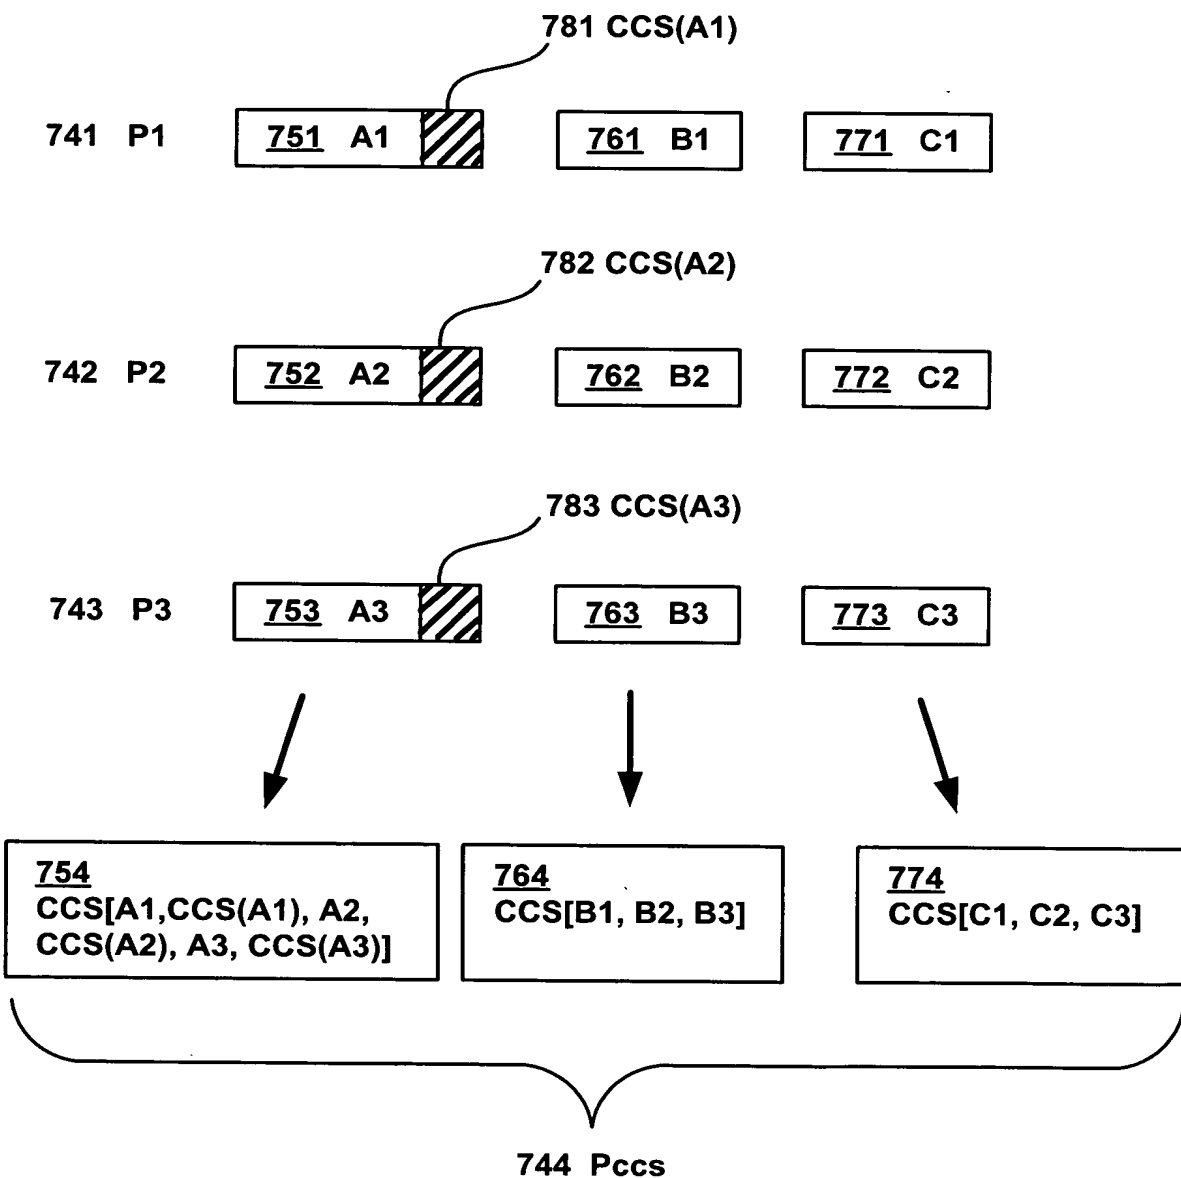 781 CCS(A1)
741 P1 751 A1 761 B1 771 C1
782 CCS(A2)
742 P2 752 A2 762 B2 772 C2
783 CCS(A3)
743 P3 753 A3 763 B3 773 C3
754
CCS[A1,CCS(A1), A2,
CCS(A2), A3, CCS(A3)]
764
CCS[B1, B2, B3]
774
CCS[C1, C2, C3]
744 Pccs